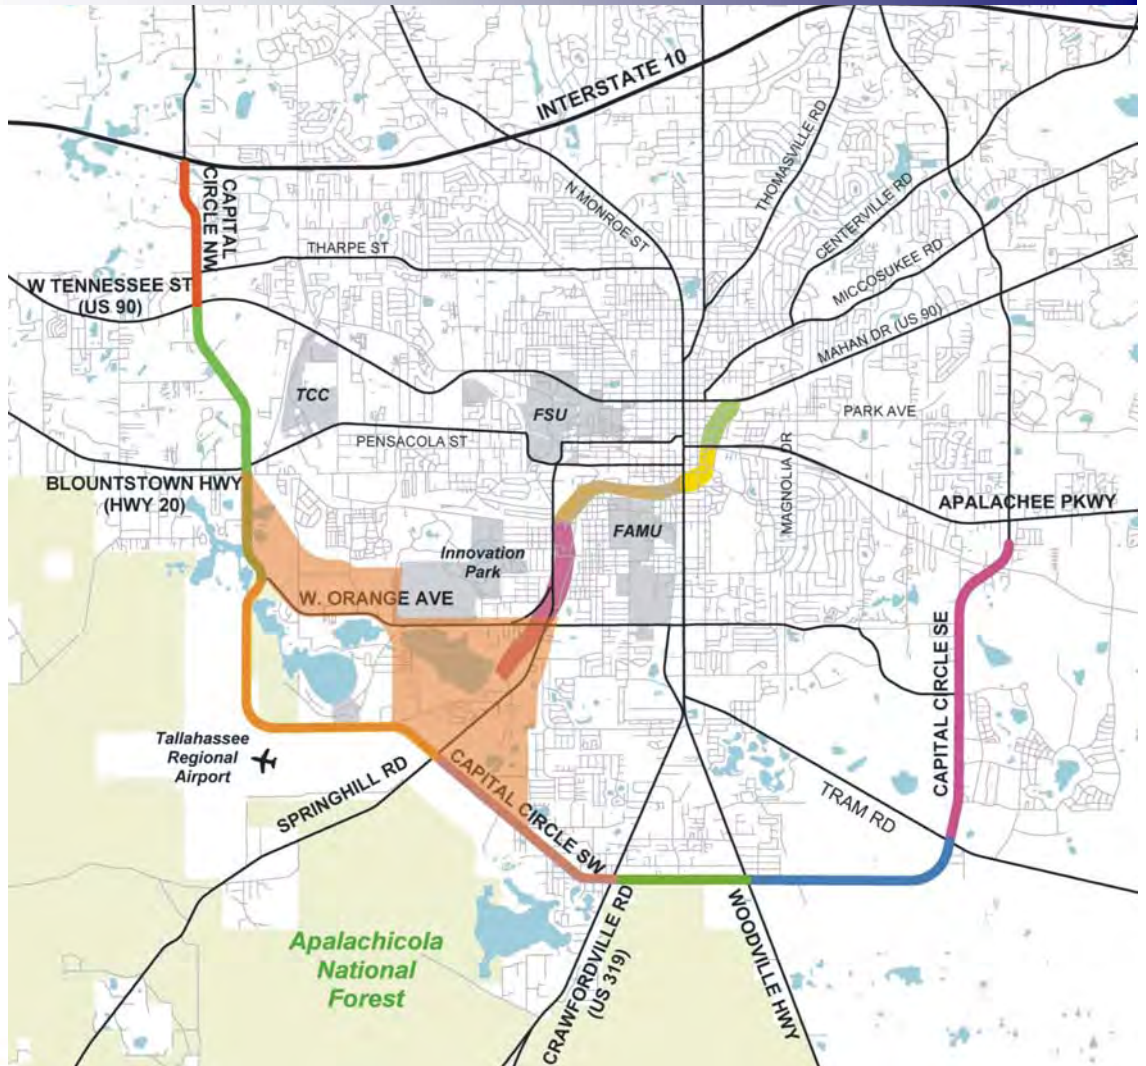 INTERSTATE 10
CAPITAL
CIRCLE NW
THOMASVILLE RD
N MONROE ST
CENTERVILLE RD
THARPE ST
MICCOSUKEE RD
W TENNESSEE ST
(US 90)
MAHAN DR (US 90)
TCC
FSU
PARK AVE
PENSACOLA ST
MAGNOLIA DR
BLOUNTSTOWN HWY
(HWY 20)
APALACHEE PKWY
Innovation
Park
FAMU
W. ORANGE AVE
CAPITAL CIRCLE SE
Tallahassee
Regional
Airport
SPRINGHILL RD
CAPITAL CIRCLE SW
TRAM RD
Apalachicola
National
Forest
CRAWFORDVILLE RD
(US 319)
WOODVILLE HWY